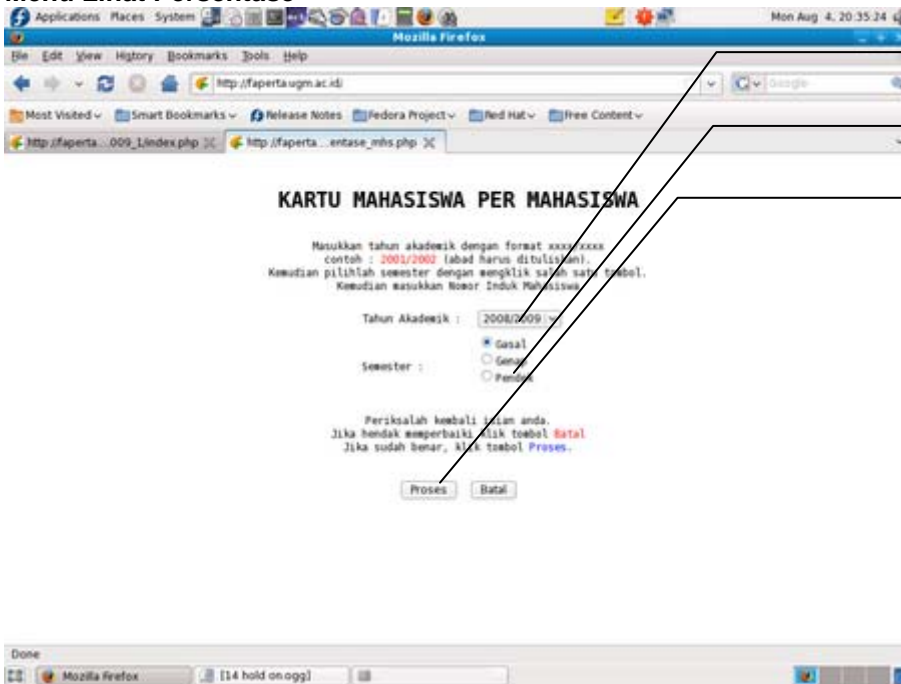 Menu Lihat Persentase
Applications Places System
Mon Aug 4, 20:35:24
Mozilla Firefox
File Edit View History Bookmarks Tools Help
http://faperta.ugm.ac.id/
Google
Most Visited Smart Bookmarks Release Notes Fedora Project Red Hat Free Content
http://faperta...009_1/index.php http://faperta...entase_mhs.php
KARTU MAHASISWA PER MAHASISWA
Masukkan tahun akademik dengan format xxxx/xxxx
contoh : 2001/2002 (abad harus dituliskan).
Kemudian pilihlah semester dengan mengklik salah satu tombol.
Kemudian masukkan Nomor Induk Mahasiswa
Tahun Akademik : 2008/2009
Semester :
Gasal
Genap
Pendek
Periksalah kembali isian anda.
Jika hendak memperbaiki klik tombol Batal
Jika sudah benar, klik tombol Proses.
Proses Batal
Done
Mozilla Firefox [14 hold on.ogg]